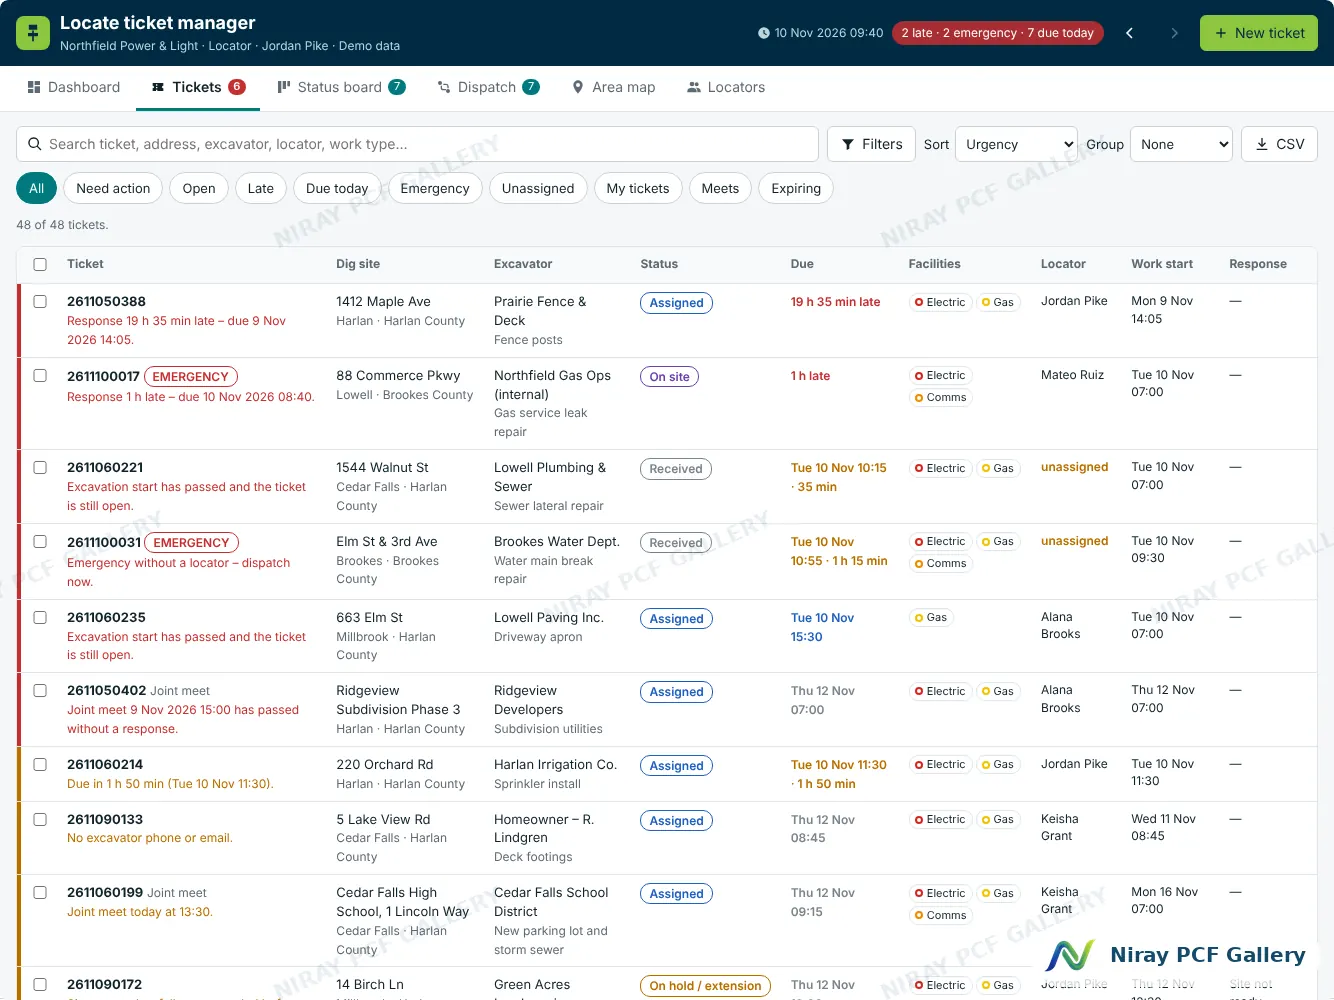 Locate ticket manager
Northfield Power & Light · Locator · Jordan Pike · Demo data
10 Nov 2026 09:40
2 late · 2 emergency · 7 due today
New ticket
Dashboard
Tickets 6
Status board 7
Dispatch 7
Area map
Locators
Search ticket, address, excavator, locator, work type...
Filters
Sort
Urgency
Group
None
CSV
All
Need action
Open
Late
Due today
Emergency
Unassigned
My tickets
Meets
Expiring
48 of 48 tickets.
Ticket
Dig site
Excavator
Status
Due
Facilities
Locator
Work start
Response
2611050388
Response 19 h 35 min late – due 9 Nov
2026 14:05.
1412 Maple Ave
Harlan · Harlan County
Prairie Fence &
Deck
Fence posts
Assigned
19 h 35 min late
Electric
Gas
Jordan Pike
Mon 9 Nov
14:05
—
2611100017 EMERGENCY
Response 1 h late – due 10 Nov 2026 08:40.
88 Commerce Pkwy
Lowell · Brookes County
Northfield Gas Ops
(internal)
Gas service leak
repair
On site
1 h late
Electric
Comms
Mateo Ruiz
Tue 10 Nov
07:00
—
2611060221
Excavation start has passed and the ticket
is still open.
1544 Walnut St
Cedar Falls · Harlan
County
Lowell Plumbing &
Sewer
Sewer lateral repair
Received
Tue 10 Nov 10:15
· 35 min
Electric
Gas
unassigned
Tue 10 Nov
07:00
—
2611100031 EMERGENCY
Emergency without a locator – dispatch
now.
Elm St & 3rd Ave
Brookes · Brookes
County
Brookes Water Dept.
Water main break
repair
Received
Tue 10 Nov
10:55 · 1 h 15 min
Electric
Gas
Comms
unassigned
Tue 10 Nov
09:30
—
2611060235
Excavation start has passed and the ticket
is still open.
663 Elm St
Millbrook · Harlan
County
Lowell Paving Inc.
Driveway apron
Assigned
Tue 10 Nov
15:30
Gas
Alana
Brooks
Tue 10 Nov
07:00
—
2611050402 Joint meet
Joint meet 9 Nov 2026 15:00 has passed
without a response.
Ridgeview
Subdivision Phase 3
Harlan · Harlan County
Ridgeview
Developers
Subdivision utilities
Assigned
Thu 12 Nov
07:00
Electric
Gas
Alana
Brooks
Thu 12 Nov
07:00
—
2611060214
Due in 1 h 50 min (Tue 10 Nov 11:30).
220 Orchard Rd
Harlan · Harlan County
Harlan Irrigation Co.
Sprinkler install
Assigned
Tue 10 Nov 11:30
· 1 h 50 min
Electric
Gas
Jordan Pike
Tue 10 Nov
11:30
—
2611090133
No excavator phone or email.
5 Lake View Rd
Cedar Falls · Harlan
County
Homeowner – R.
Lindgren
Deck footings
Assigned
Thu 12 Nov
08:45
Electric
Gas
Keisha
Grant
Wed 11 Nov
08:45
—
2611060199 Joint meet
Joint meet today at 13:30.
Cedar Falls High
School, 1 Lincoln Way
Cedar Falls · Harlan
County
Cedar Falls School
District
New parking lot and
storm sewer
Assigned
Thu 12 Nov
09:15
Electric
Gas
Comms
Keisha
Grant
Mon 16 Nov
07:00
—
2611090172
14 Birch Ln
Green Acres
On hold / extension
Thu 12 Nov
Electric
Gas
Jordan Pike
Thu 12 Nov
Site not
Niray PCF Gallery
NIRAY PCF GALLERY